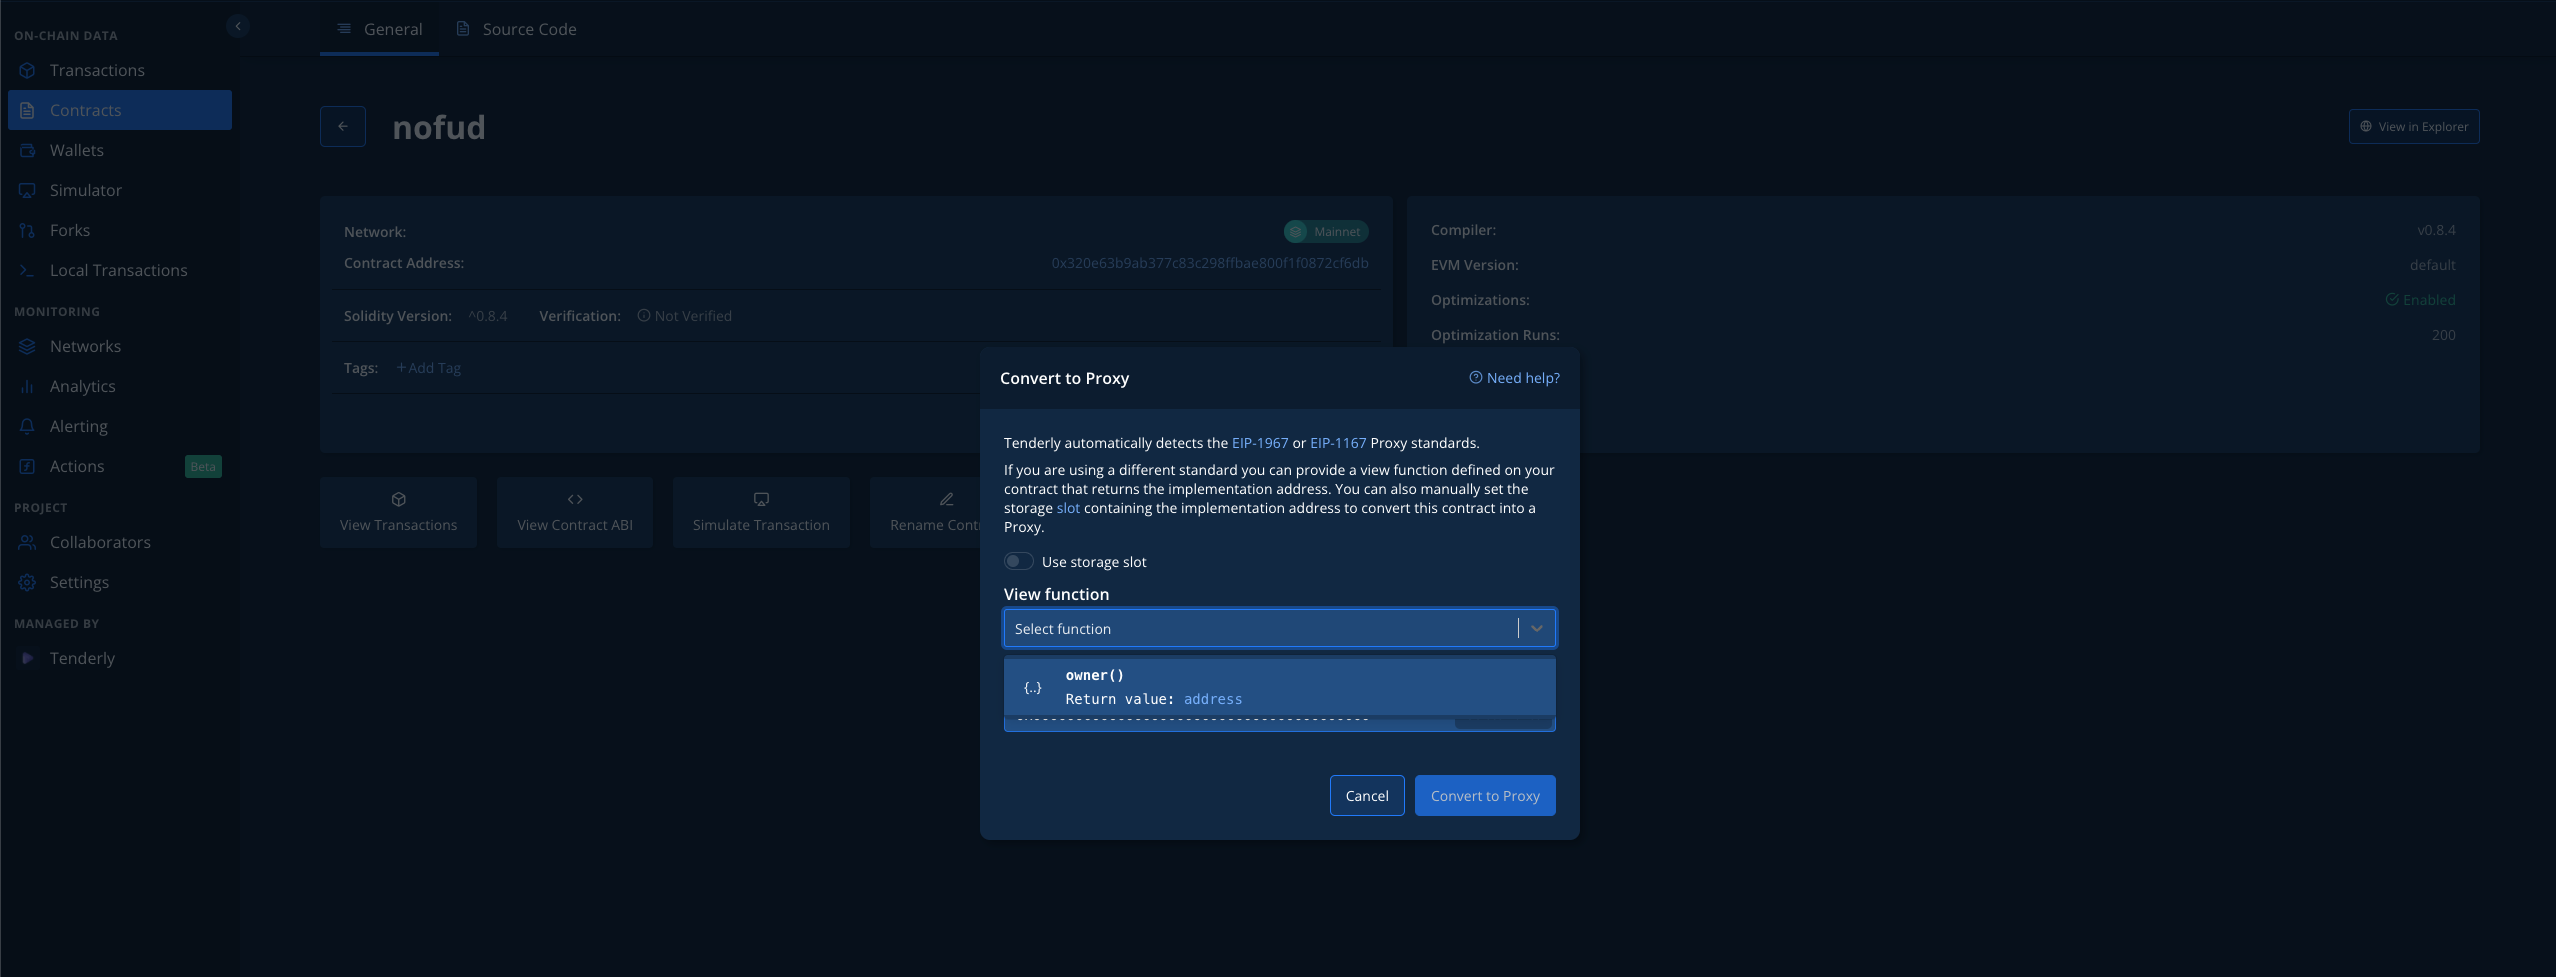 ON-CHAIN DATA
Transactions
Contracts
Wallets
Simulator
Forks
Local Transactions
MONITORING
Networks
Analytics
Alerting
Actions
Beta
PROJECT
Collaborators
Settings
MANAGED BY
Tenderly
General
Source Code
nofud
View in Explorer
Network:
Mainnet
Contract Address:
0x320e63b9ab377c83c298ffbae800f1f0872cf6db
Solidity Version: ^0.8.4 Verification: Not Verified
Tags: +Add Tag
Compiler: v0.8.4
EVM Version: default
Optimizations: Enabled
Optimization Runs: 200
View Transactions
View Contract ABI
Simulate Transaction
Rename Cont
Convert to Proxy
Need help?
Tenderly automatically detects the EIP-1967 or EIP-1167 Proxy standards.
If you are using a different standard you can provide a view function defined on your
contract that returns the implementation address. You can also manually set the
storage slot containing the implementation address to convert this contract into a
Proxy.
Use storage slot
View function
Select function
{..}
owner()
Return value: address
Cancel
Convert to Proxy